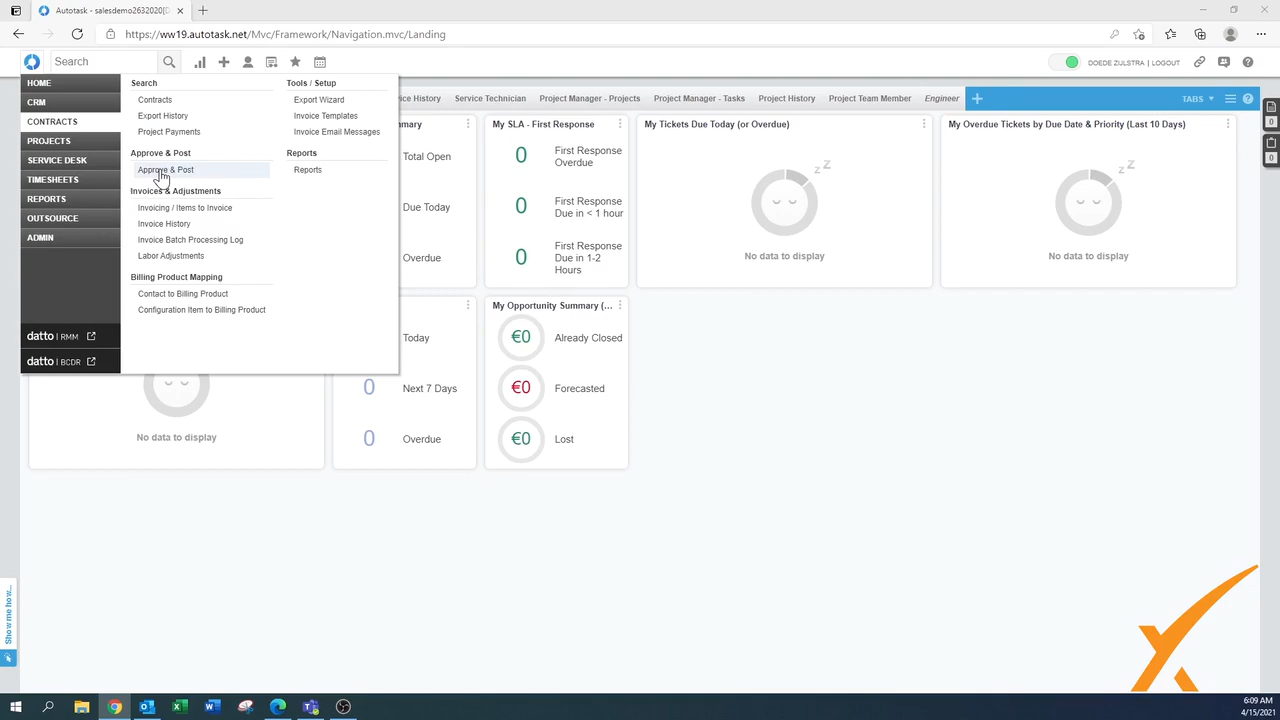 Autotask - salesdemo2632020[D
https://ww19.autotask.net/Mvc/Framework/Navigation.mvc/Landing
Search
DOEDE ZIJLSTRA | LOGOUT
HOME
CRM
CONTRACTS
PROJECTS
SERVICE DESK
TIMESHEETS
REPORTS
OUTSOURCE
ADMIN
datto | RMM
datto | BCDR
Search
Contracts
Export History
Project Payments
Approve & Post
Approve & Post
Invoices & Adjustments
Invoicing / Items to Invoice
Invoice History
Invoice Batch Processing Log
Labor Adjustments
Billing Product Mapping
Contact to Billing Product
Configuration Item to Billing Product
Tools / Setup
Export Wizard
Invoice Templates
Invoice Email Messages
Reports
Reports
ice History
Service Technician
Project Manager - Projects
Project Manager - Tasks
Project History
Project Team Member
Engineer
TABS
mmary
Total Open
Due Today
Overdue
My SLA - First Response
0 First Response
Overdue
0 First Response
Due in < 1 hour
0 First Response
Due in 1-2
Hours
My Tickets Due Today (or Overdue)
z Z
No data to display
My Overdue Tickets by Due Date & Priority (Last 10 Days)
z Z
No data to display
0
0
No data to display
Today
0 Next 7 Days
0 Overdue
My Opportunity Summary (...
€0 Already Closed
€0 Forecasted
€0 Lost
Show me how...
6:09 AM
4/15/2021